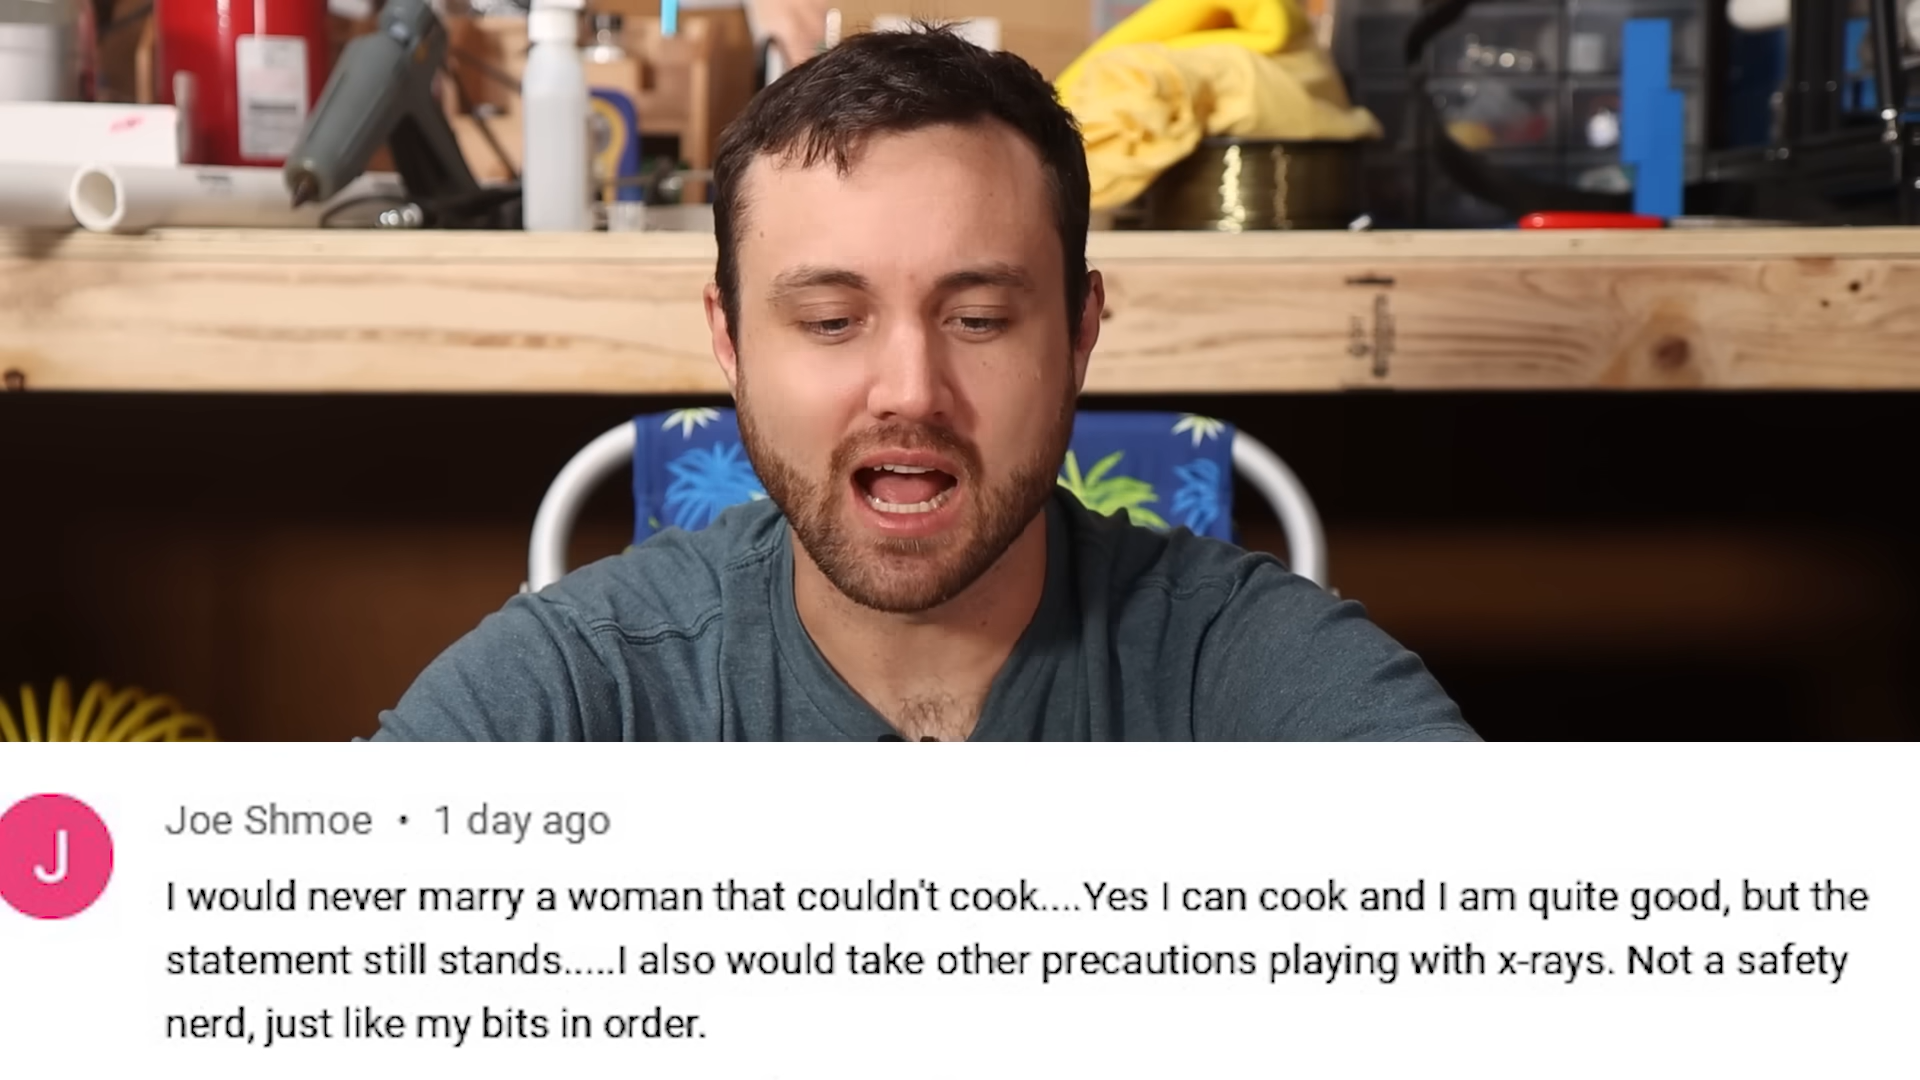 J
Joe Shmoe • 1 day ago
I would never marry a woman that couldn't cook....Yes I can cook and I am quite good, but the
statement still stands.....I also would take other precautions playing with x-rays. Not a safety
nerd, just like my bits in order.